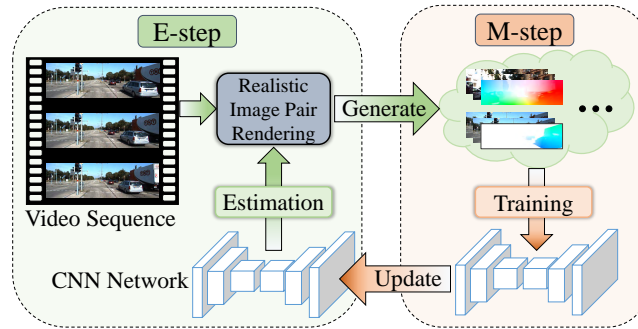 E-step
M-step
Realistic
Image Pair
Rendering
Generate
Video Sequence
Estimation
Training
CNN Network
Update